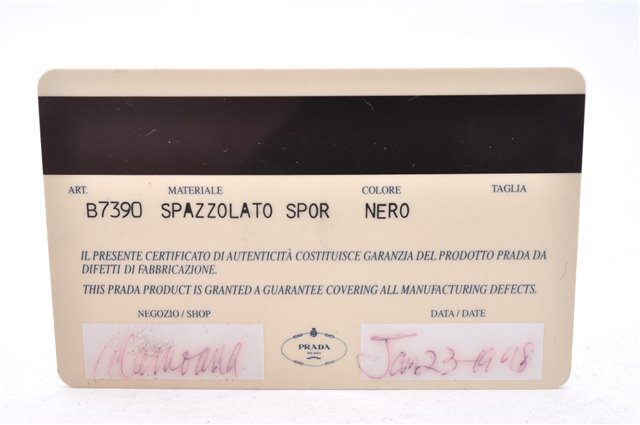 ART. MATERIALE COLORE TAGLIA
B7390 SPAZZOLATO SPOR NERO
IL PRESENTE CERTIFICATO DI AUTENTICITÀ COSTITUISCE GARANZIA DEL PRODOTTO PRADA DA
DIFETTI DI FABBRICAZIONE.
THIS PRADA PRODUCT IS GRANTED A GUARANTEE COVERING ALL MANUFACTURING DEFECTS.
NEGOZIO / SHOP DATA / DATE
PRADA
MILANO
Jan 23-1998